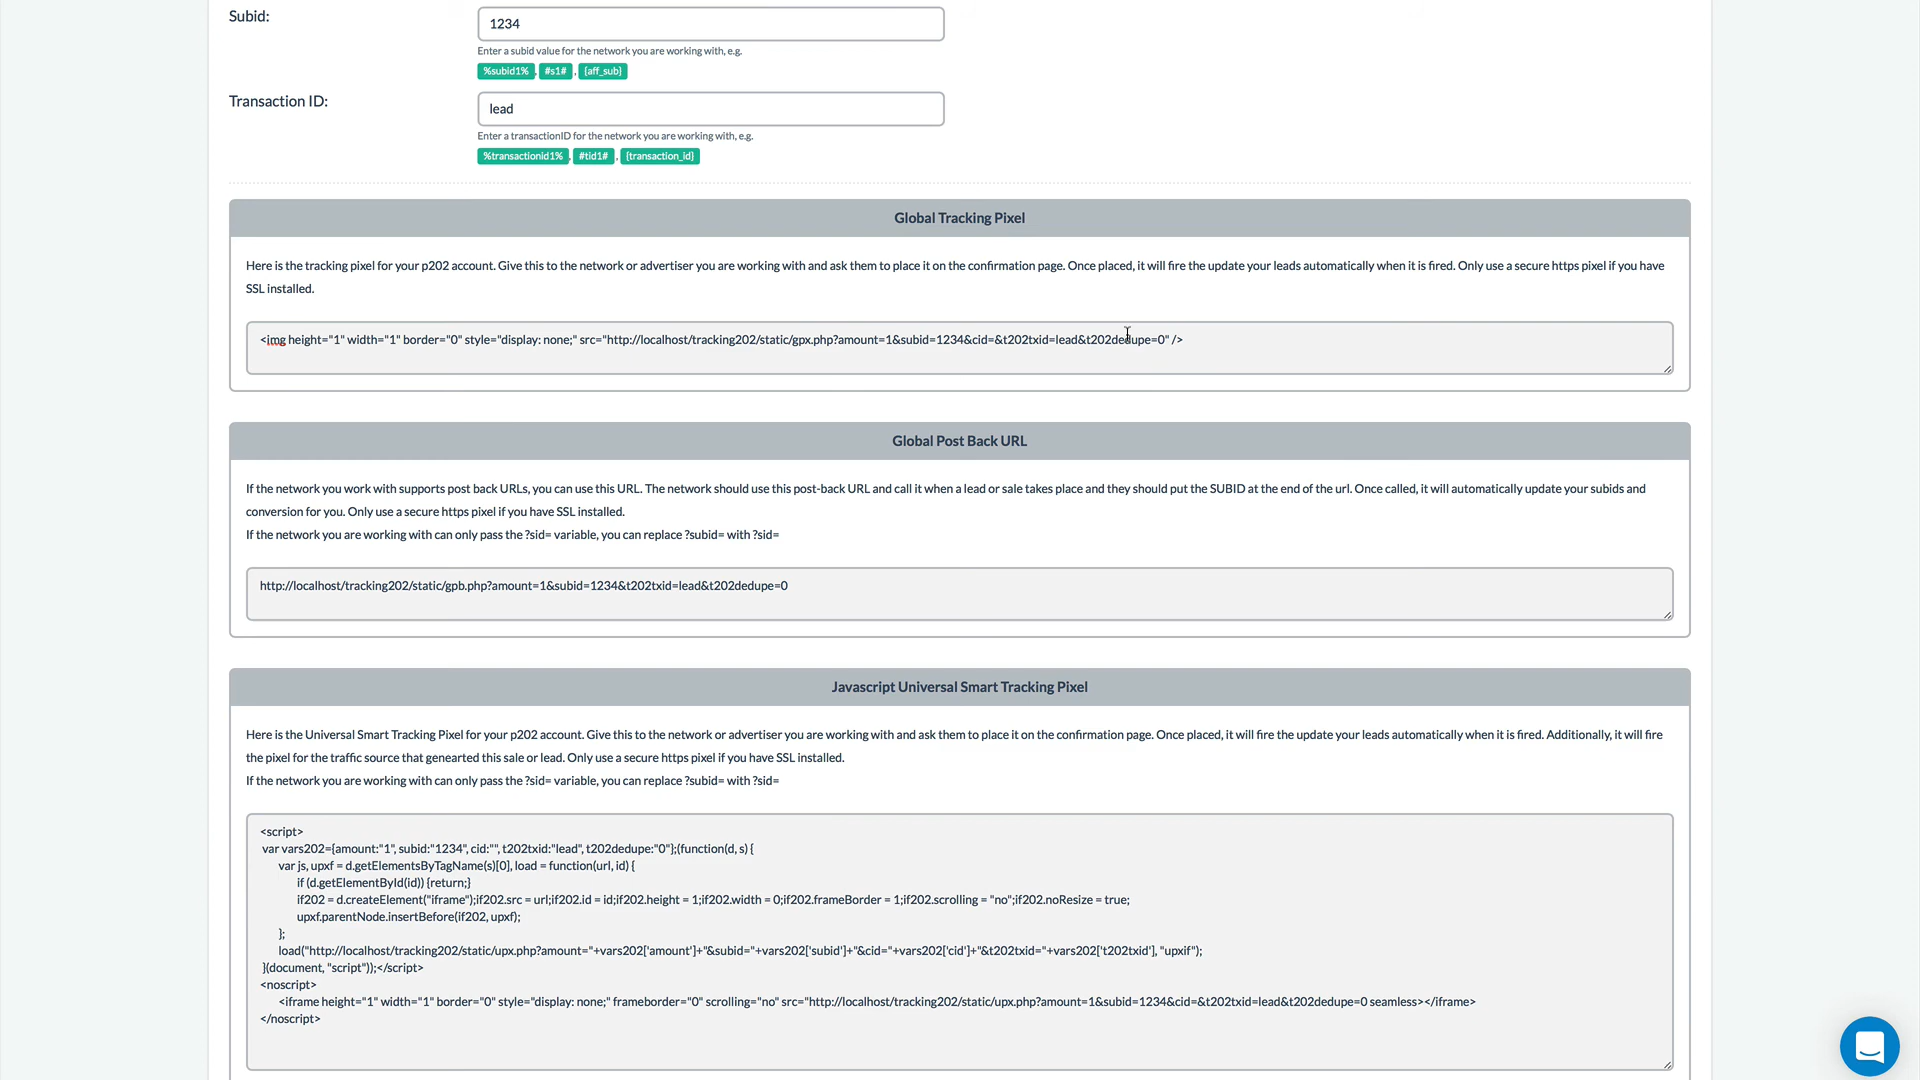 Subid:
1234
Enter a subid value for the network you are working with, e.g.
%subid1% , #s1# , {aff_sub}
Transaction ID:
lead
Enter a transactionID for the network you are working with, e.g.
%transactionid1% , #tid1# , {transaction_id}
Global Tracking Pixel
Here is the tracking pixel for your p202 account. Give this to the network or advertiser you are working with and ask them to place it on the confirmation page. Once placed, it will fire the update your leads automatically when it is fired. Only use a secure https pixel if you have
SSL installed.
<img height="1" width="1" border="0" style="display: none;" src="http://localhost/tracking202/static/gpx.php?amount=1&subid=1234&cid=&t202txid=lead&t202dedupe=0" />
Global Post Back URL
If the network you work with supports post back URLs, you can use this URL. The network should use this post-back URL and call it when a lead or sale takes place and they should put the SUBID at the end of the url. Once called, it will automatically update your subids and
conversion for you. Only use a secure https pixel if you have SSL installed.
If the network you are working with can only pass the ?sid= variable, you can replace ?subid= with ?sid=
http://localhost/tracking202/static/gpb.php?amount=1&subid=1234&t202txid=lead&t202dedupe=0
Javascript Universal Smart Tracking Pixel
Here is the Universal Smart Tracking Pixel for your p202 account. Give this to the network or advertiser you are working with and ask them to place it on the confirmation page. Once placed, it will fire the update your leads automatically when it is fired. Additionally, it will fire
the pixel for the traffic source that genearted this sale or lead. Only use a secure https pixel if you have SSL installed.
If the network you are working with can only pass the ?sid= variable, you can replace ?subid= with ?sid=
<script>
var vars202={amount:"1", subid:"1234", cid:"", t202txid:"lead", t202dedupe:"0"};(function(d, s) {
var js, upxf = d.getElementsByTagName(s)[0], load = function(url, id) {
if (d.getElementById(id)) {return;}
if202 = d.createElement("iframe");if202.src = url;if202.id = id;if202.height = 1;if202.width = 0;if202.frameBorder = 1;if202.scrolling = "no";if202.noResize = true;
upxf.parentNode.insertBefore(if202, upxf);
};
load("http://localhost/tracking202/static/upx.php?amount="+vars202['amount']+"&subid="+vars202['subid']+"&cid="+vars202['cid']+"&t202txid="+vars202['t202txid'], "upxif");
}(document, "script"));</script>
<noscript>
<iframe height="1" width="1" border="0" style="display: none;" frameborder="0" scrolling="no" src="http://localhost/tracking202/static/upx.php?amount=1&subid=1234&cid=&t202txid=lead&t202dedupe=0 seamless></iframe>
</noscript>